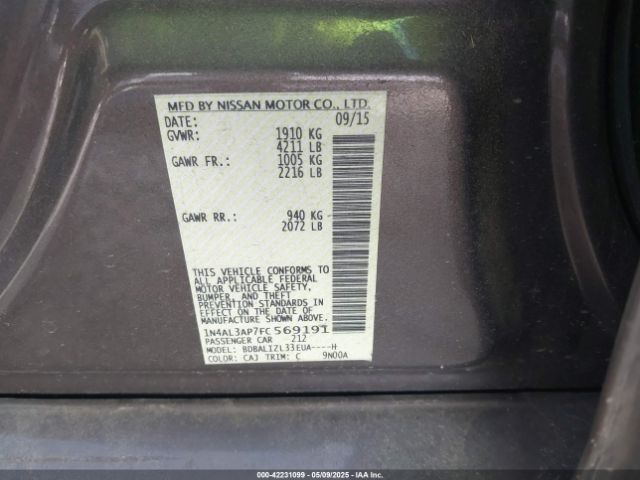 MFD BY NISSAN MOTOR CO., LTD.
DATE: 09/15
GVWR: 1910 KG
4211 LB
GAWR FR.: 1005 KG
2216 LB
GAWR RR.: 940 KG
2072 LB
THIS VEHICLE CONFORMS TO
ALL APPLICABLE FEDERAL
MOTOR VEHICLE SAFETY,
BUMPER, AND THEFT
PREVENTION STANDARDS IN
EFFECT ON THE DATE OF
MANUFACTURE SHOWN ABOVE.
1N4AL3AP7FC569191
PASSENGER CAR 212
MODEL: BDBALIZL33EUA----H
COLOR: CAJ TRIM: C 9N00A
000-42231099 - 05/09/2025 - IAAI.COM